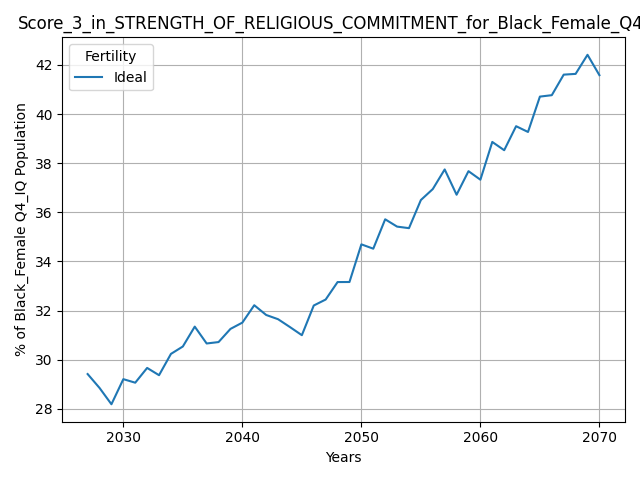 Score_3_in_STRENGTH_OF_RELIGIOUS_COMMITMENT_for_Black_Female_Q4
Fertility
Ideal
% of Black_Female Q4_IQ Population
42
40
38
36
34
32
30
28
2030 2040 2050 2060 2070
Years